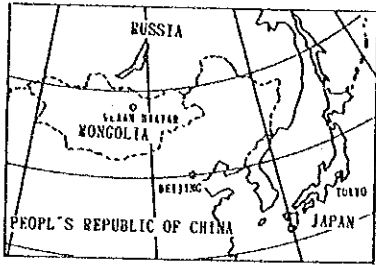 RUSSIA
ULAAN BAATAR
MONGOLIA
BEIJING
TOKYO
PEOPL'S REPUBLIC OF CHINA
JAPAN